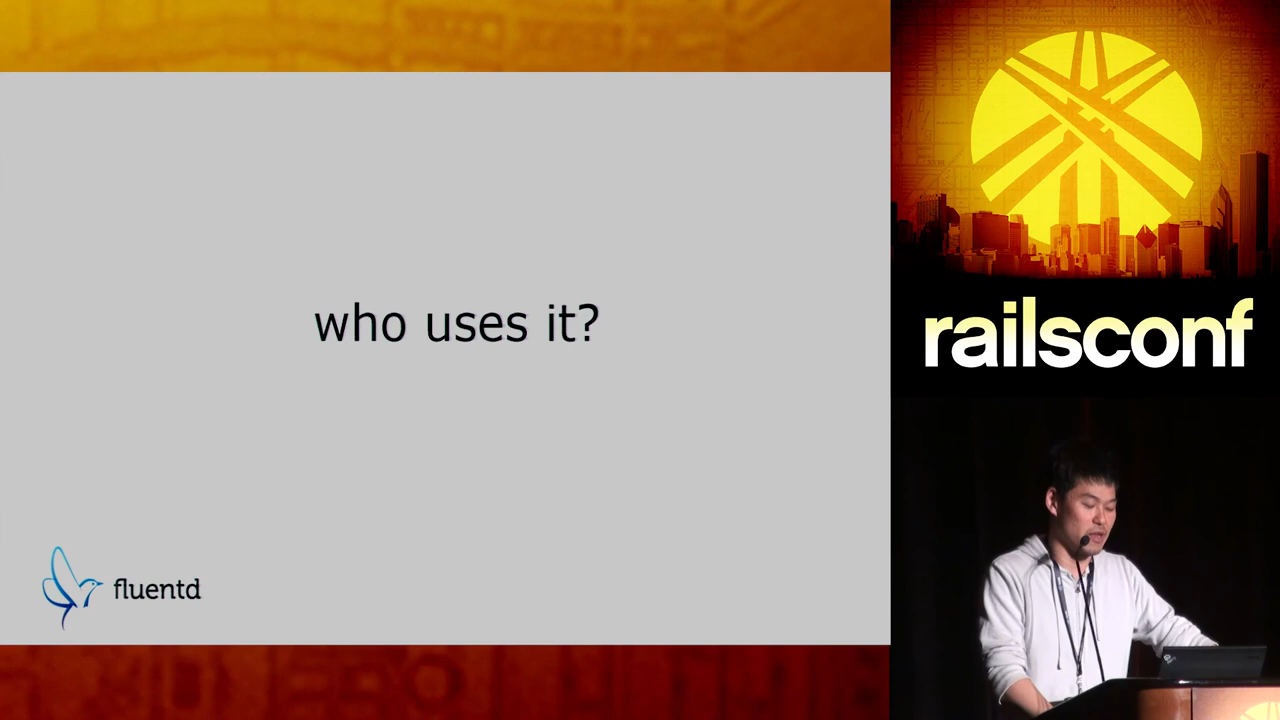 who uses it?
fluentd
railsconf